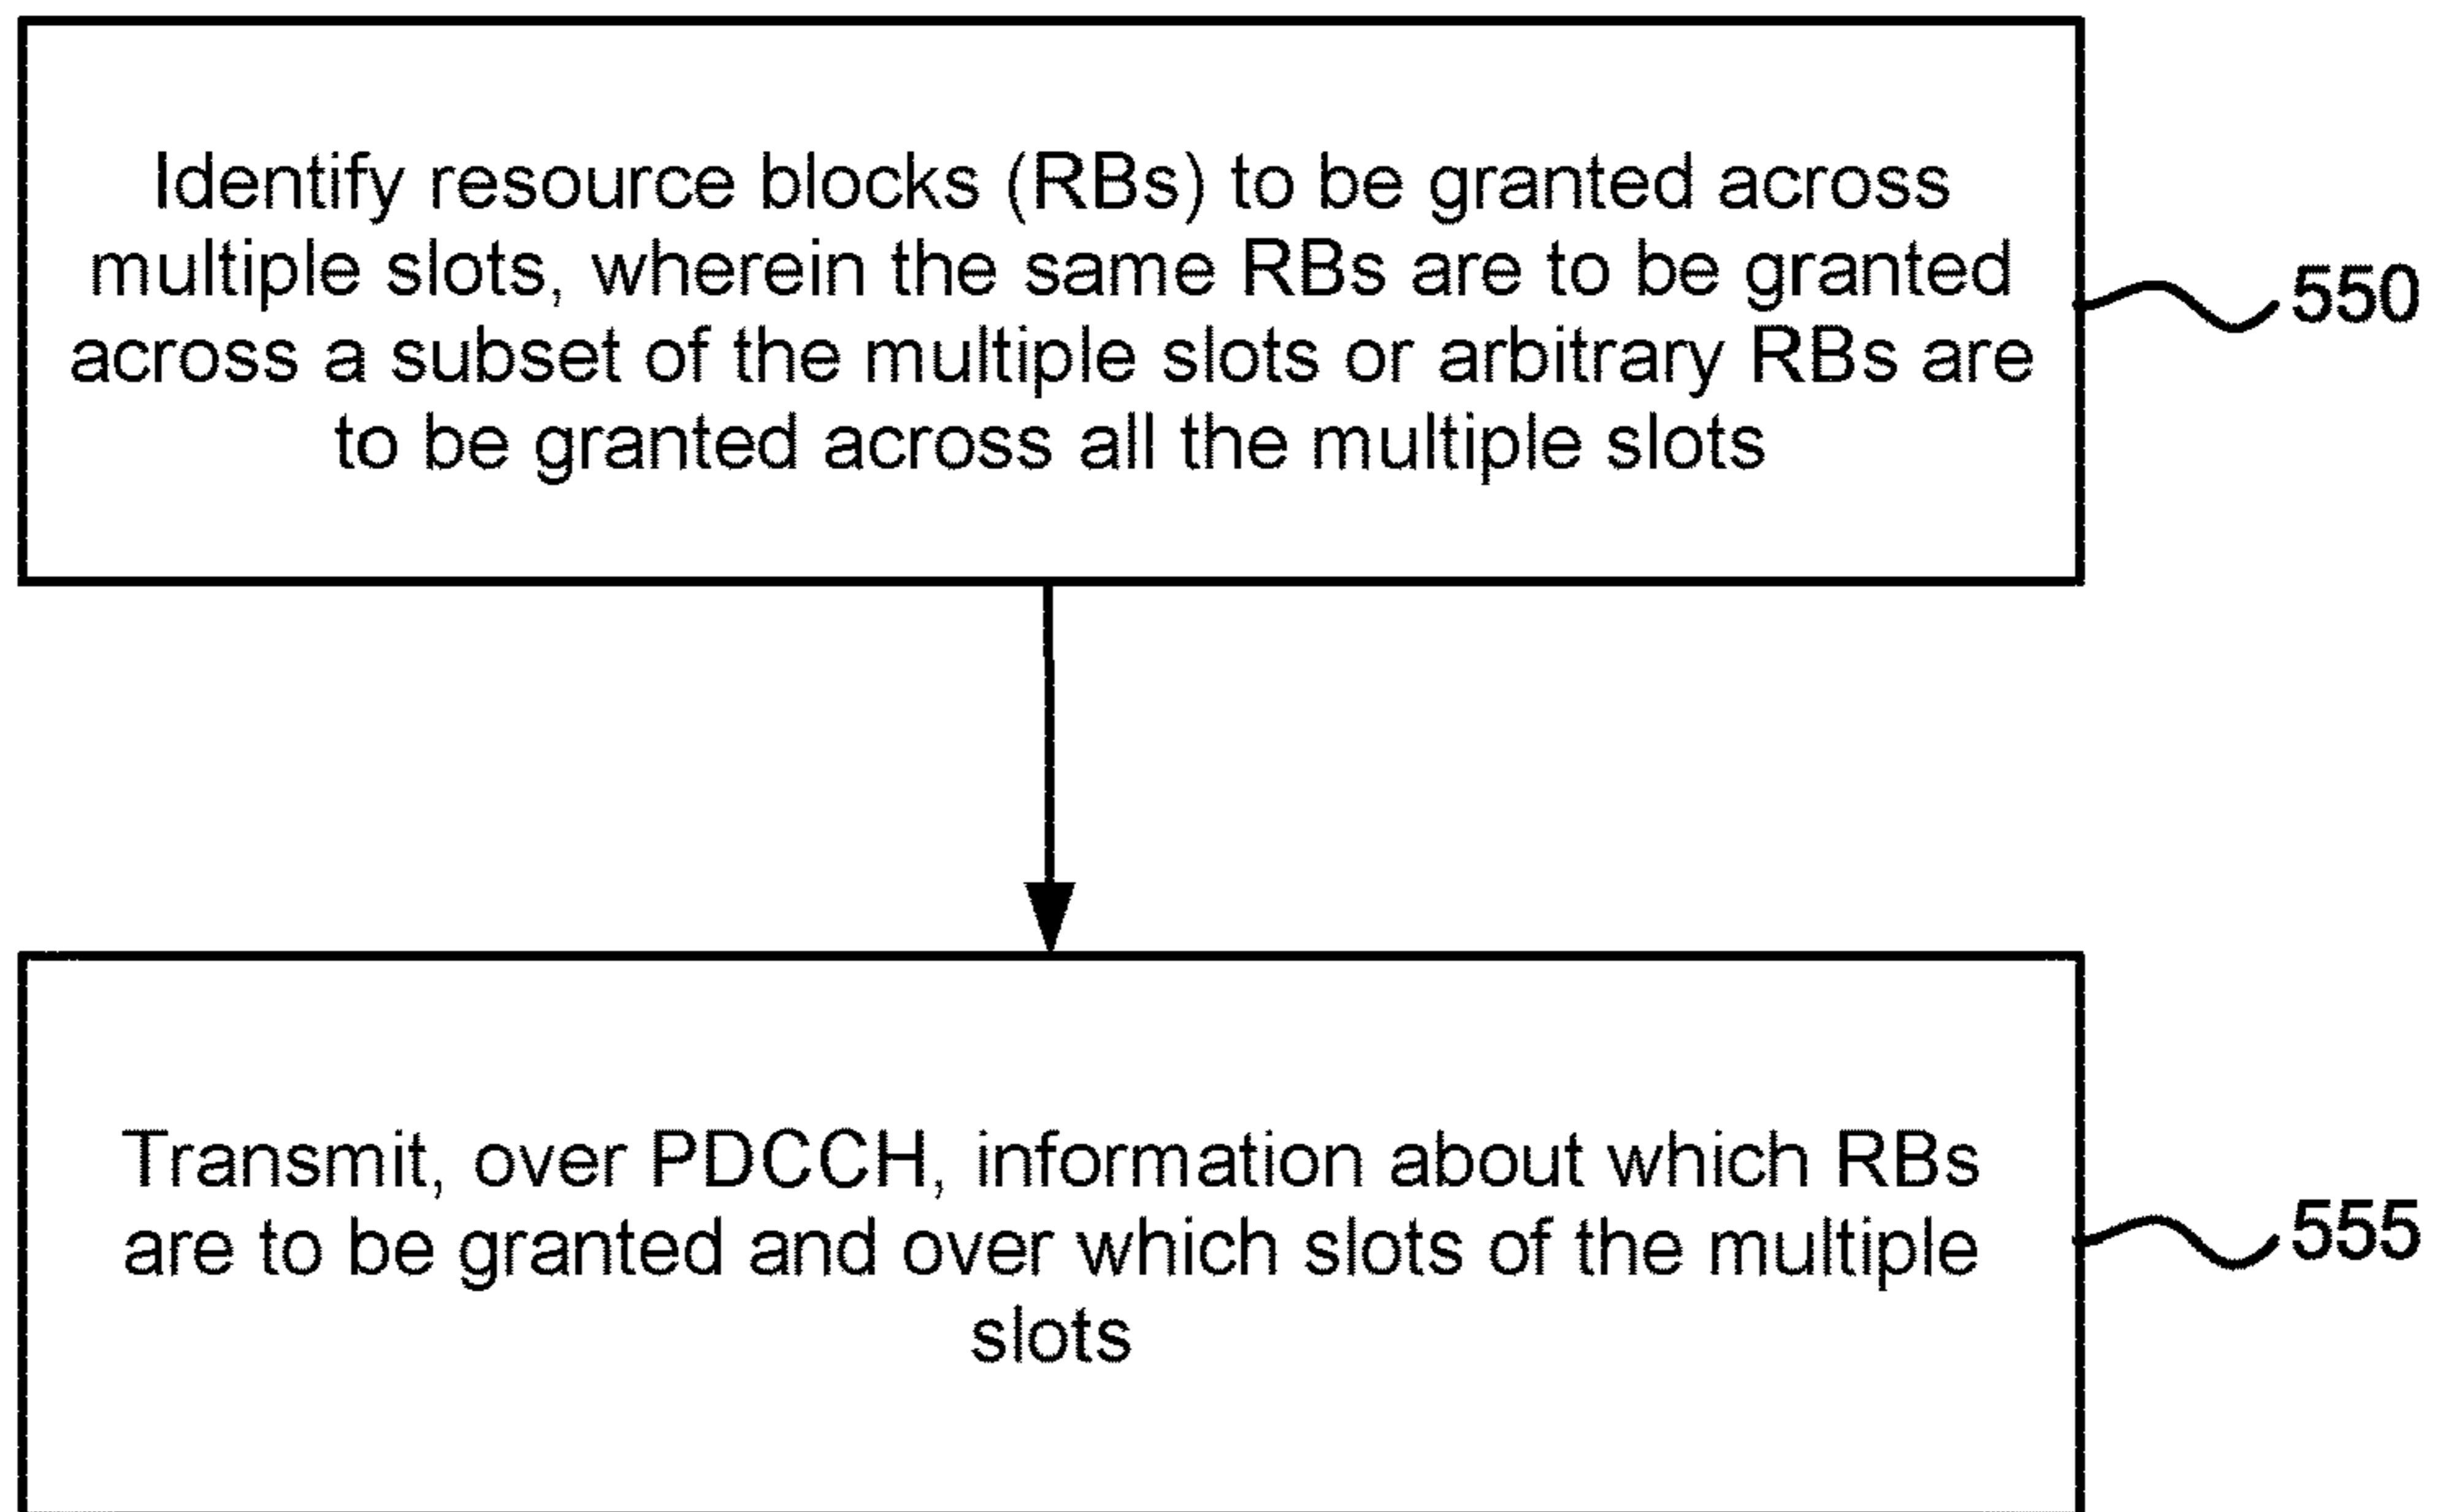 Identify resource blocks (RBs) to be granted across
multiple slots, wherein the same RBs are to be granted
across a subset of the multiple slots or arbitrary RBs are
to be granted across all the multiple slots
550
Transmit, over PDCCH, information about which RBs
are to be granted and over which slots of the multiple
slots
555